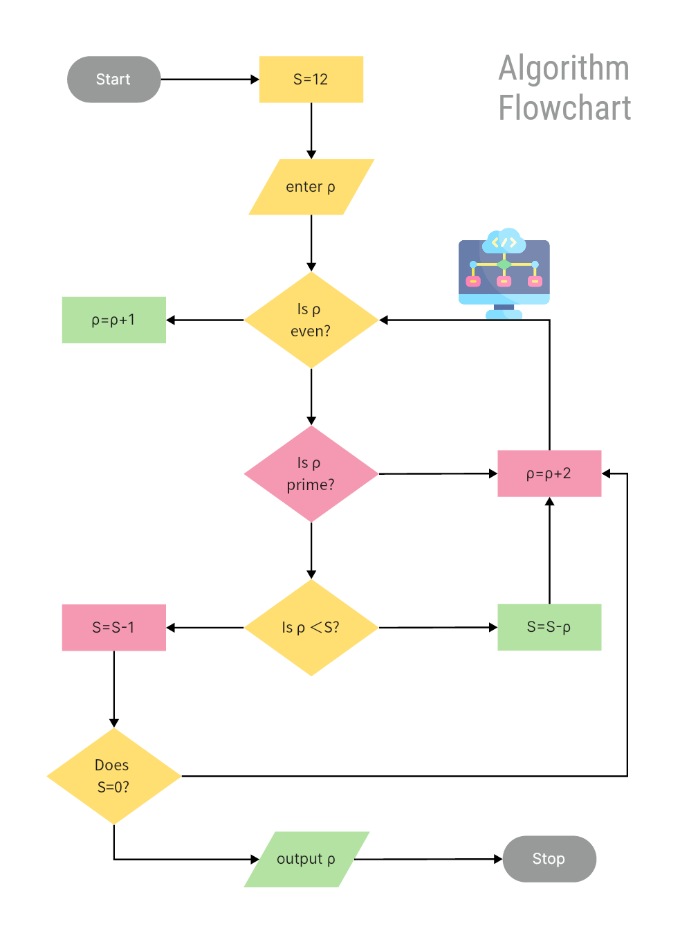 Algorithm
Flowchart
Start
S=12
enter ρ
Is ρ
even?
ρ=ρ+1
Is ρ
prime?
ρ=ρ+2
Is ρ <S?
S=S-1
S=S-ρ
Does
S=0?
output ρ
Stop